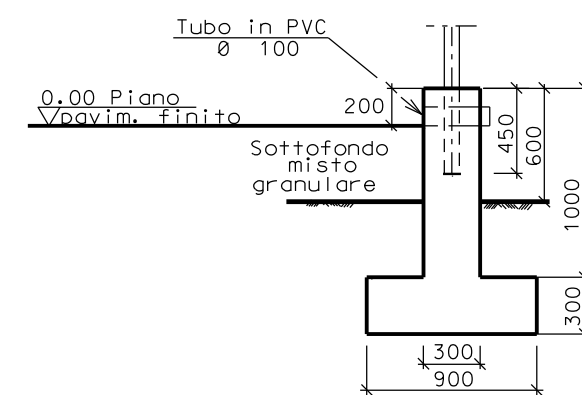 Tubo in PVC
Ø 100
0.00 Piano
pavim. finito
200
Sottofondo
misto
granulare
450
600
1000
300
300
900